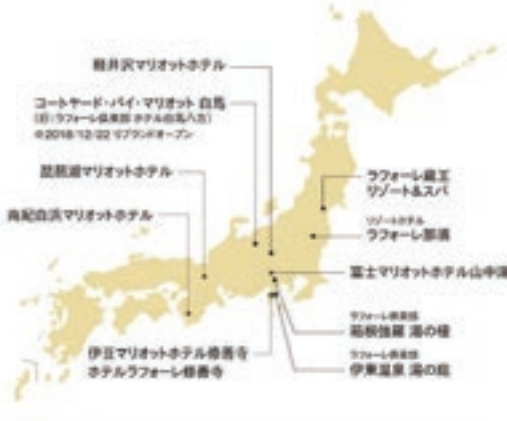 軽井沢マリオットホテル
コートヤード・バイ・マリオット 白馬
(旧:ラフォーレ倶楽部 ホテル白馬八方)
※2018/12/22 リブランドオープン
琵琶湖マリオットホテル
南紀白浜マリオットホテル
伊豆マリオットホテル修善寺
ホテルラフォーレ修善寺
ラフォーレ蔵王
リゾート&スパ
リゾートホテル
ラフォーレ那須
富士マリオットホテル山中湖
ラフォーレ倶楽部
箱根強羅 湯の棲
ラフォーレ倶楽部
伊東温泉 湯の庭